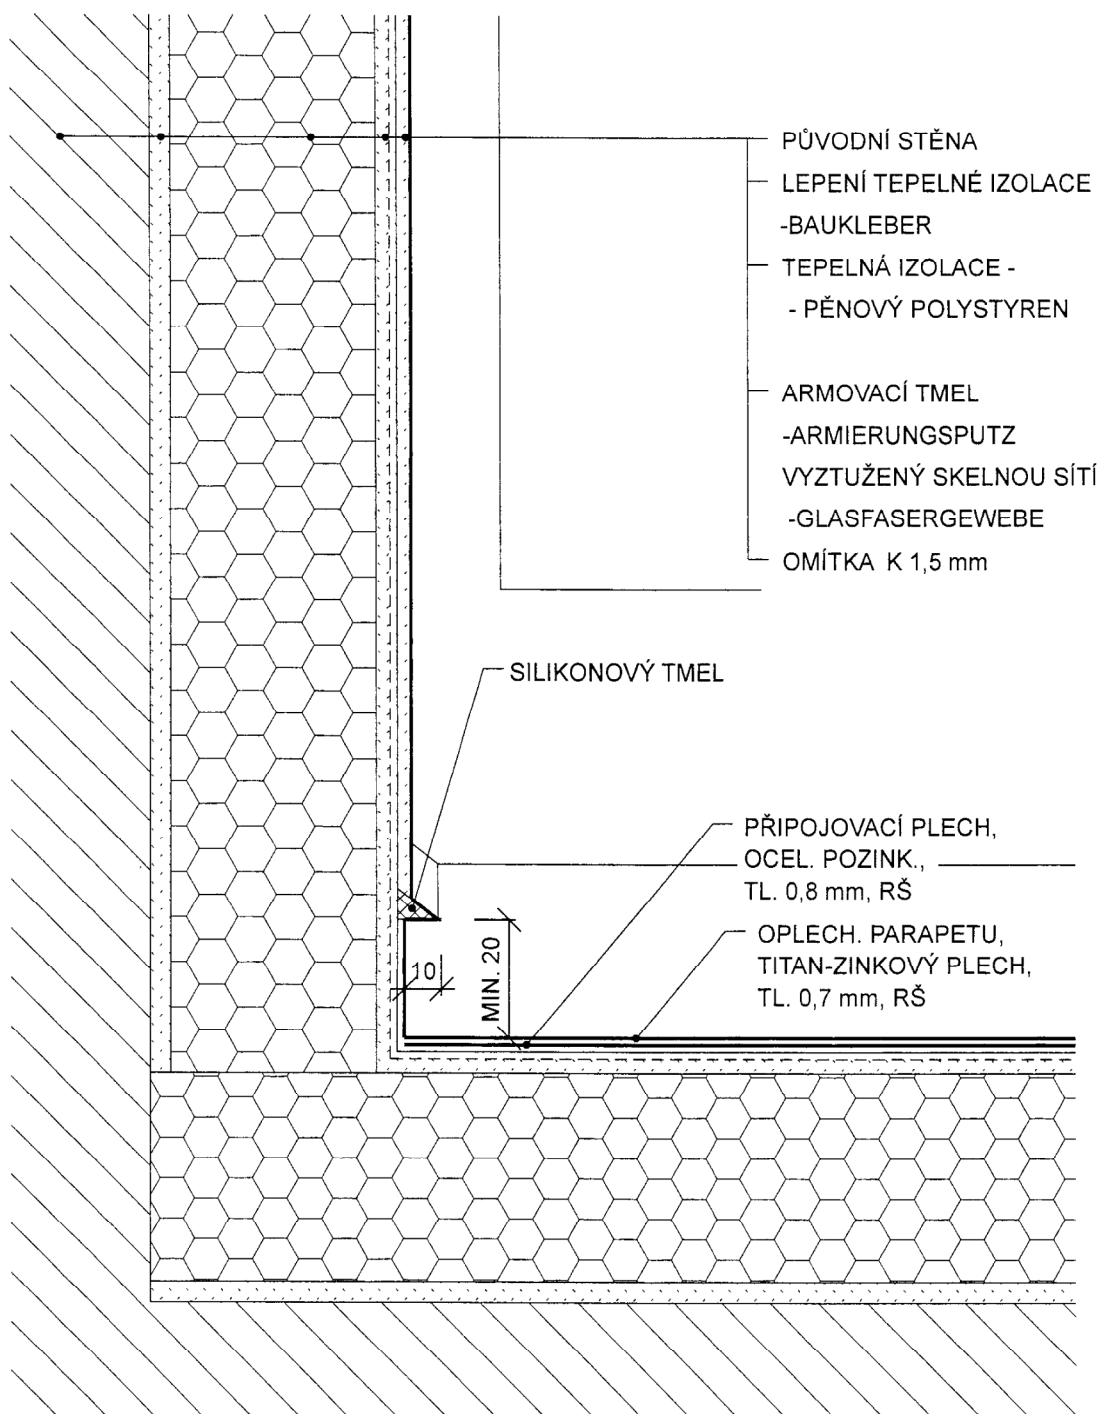 PŮVODNÍ STĚNA
LEPENÍ TEPELNÉ IZOLACE
-BAUKLEBER
TEPELNÁ IZOLACE -
- PĚNOVÝ POLYSTYREN
ARMOVACÍ TMEL
-ARMIERUNGSPUTZ
VYZTUŽENÝ SKELNOU SÍTÍ
-GLASFASERGEWEBE
OMÍTKA K 1,5 mm
SILIKONOVÝ TMEL
PŘIPOJOVACÍ PLECH,
OCEL. POZINK.,
TL. 0,8 mm, RŠ
OPLECH. PARAPETU,
TITAN-ZINKOVÝ PLECH,
TL. 0,7 mm, RŠ
10
MIN. 20